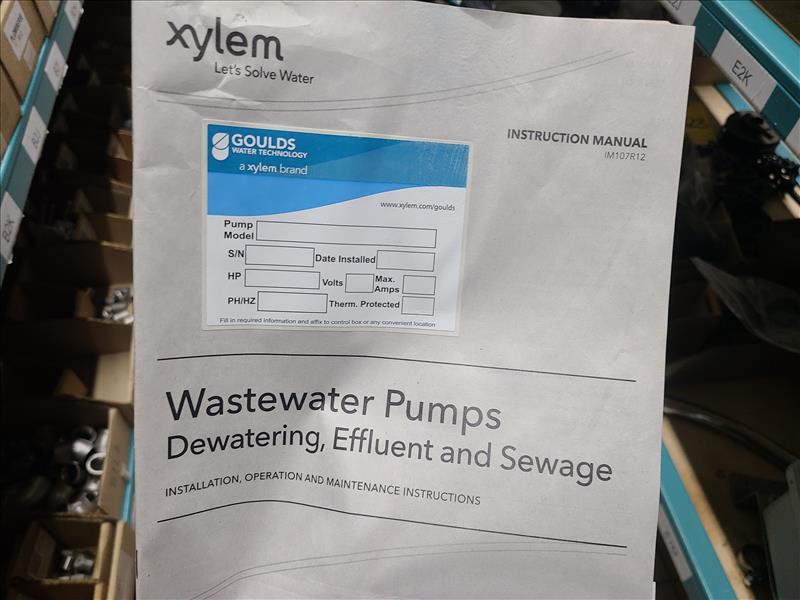 xylem
Let's Solve Water
INSTRUCTION MANUAL
IM107R12
GOULDS
WATER TECHNOLOGY
a xylem brand
www.xylem.com/goulds
Pump
Model
S/N
Date Installed
HP
Volts
Max.
Amps
PH/HZ
Therm. Protected
Fill in required information and affix to control box or any convenient location
Wastewater Pumps
Dewatering, Effluent and Sewage
INSTALLATION, OPERATION AND MAINTENANCE INSTRUCTIONS
E2K
B2J
B2K